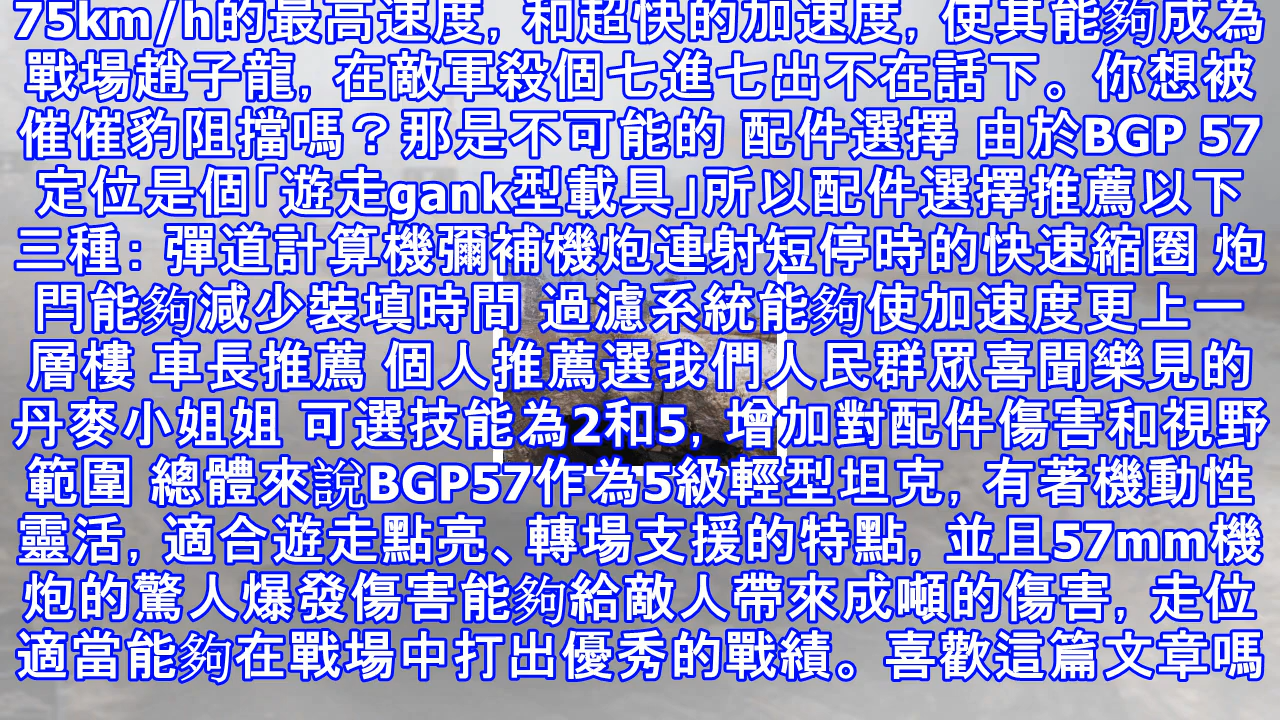 75km/h的最高速度, 和超快的加速度, 使其能夠成為
戰場趙子龍, 在敵軍殺個七進七出不在話下。你想被
催催豹阻擋嗎？那是不可能的 配件選擇 由於BGP 57
定位是個「遊走gank型載具」所以配件選擇推薦以下
三種: 彈道計算機彌補機炮連射短停時的快速縮圈 炮
閂能夠減少裝填時間 過濾系統能夠使加速度更上一
層樓 車長推薦 個人推薦選我們人民群眾喜聞樂見的
丹麥小姐姐 可選技能為2和5, 增加對配件傷害和視野
範圍 總體來說BGP57作為5級輕型坦克, 有著機動性
靈活, 適合遊走點亮、轉場支援的特點, 並且57mm機
炮的驚人爆發傷害能夠給敵人帶來成噸的傷害, 走位
適當能夠在戰場中打出優秀的戰績。喜歡這篇文章嗎